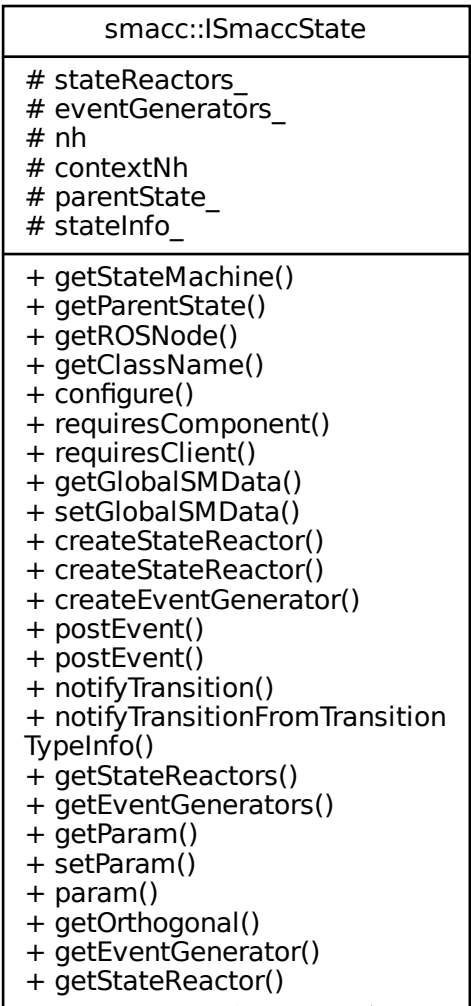 smacc::ISmaccState
# stateReactors_
# eventGenerators_
# nh
# contextNh
# parentState_
# stateInfo_
+ getStateMachine()
+ getParentState()
+ getROSNode()
+ getClassName()
+ configure()
+ requiresComponent()
+ requiresClient()
+ getGlobalSMData()
+ setGlobalSMData()
+ createStateReactor()
+ createStateReactor()
+ createEventGenerator()
+ postEvent()
+ postEvent()
+ notifyTransition()
+ notifyTransitionFromTransition
TypeInfo()
+ getStateReactors()
+ getEventGenerators()
+ getParam()
+ setParam()
+ param()
+ getOrthogonal()
+ getEventGenerator()
+ getStateReactor()